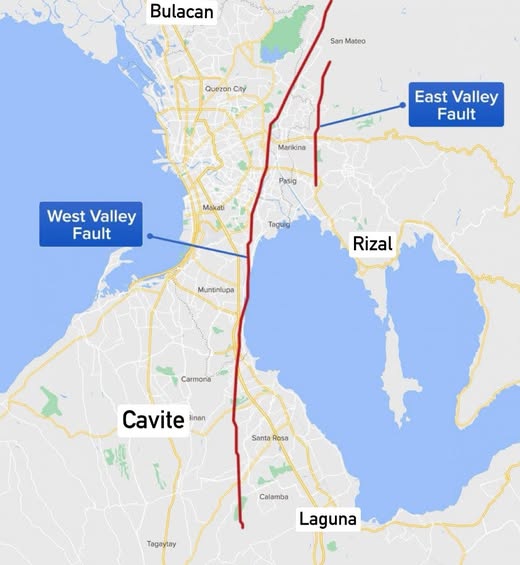 Bulacan
San Mateo
Quezon City
East Valley
Fault
Marikina
Pasig
Makati
West Valley
Fault
Taguig
Rizal
Muntinlupa
Carmona
Cavite
inan
Santa Rosa
Calamba
Laguna
Tagaytay